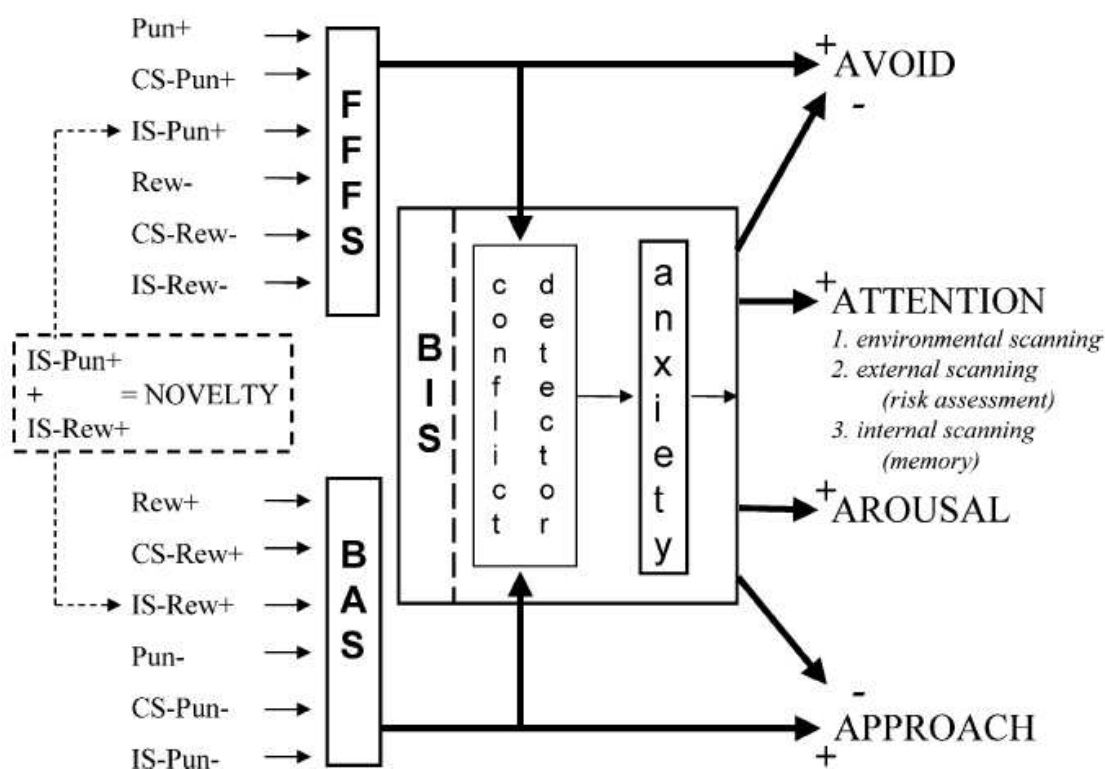 Pun+
CS-Pun+
IS-Pun+
Rew-
CS-Rew-
IS-Rew-
FFFS
IS-Pun+
+ = NOVELTY
IS-Rew+
Rew+
CS-Rew+
IS-Rew+
Pun-
CS-Pun-
IS-Pun-
BAS
BIS
conflict
detector
anxiety
+
AVOID
-
+
ATTENTION
1. environmental scanning
2. external scanning
(risk assessment)
3. internal scanning
(memory)
+
AROUSAL
-
APPROACH
+